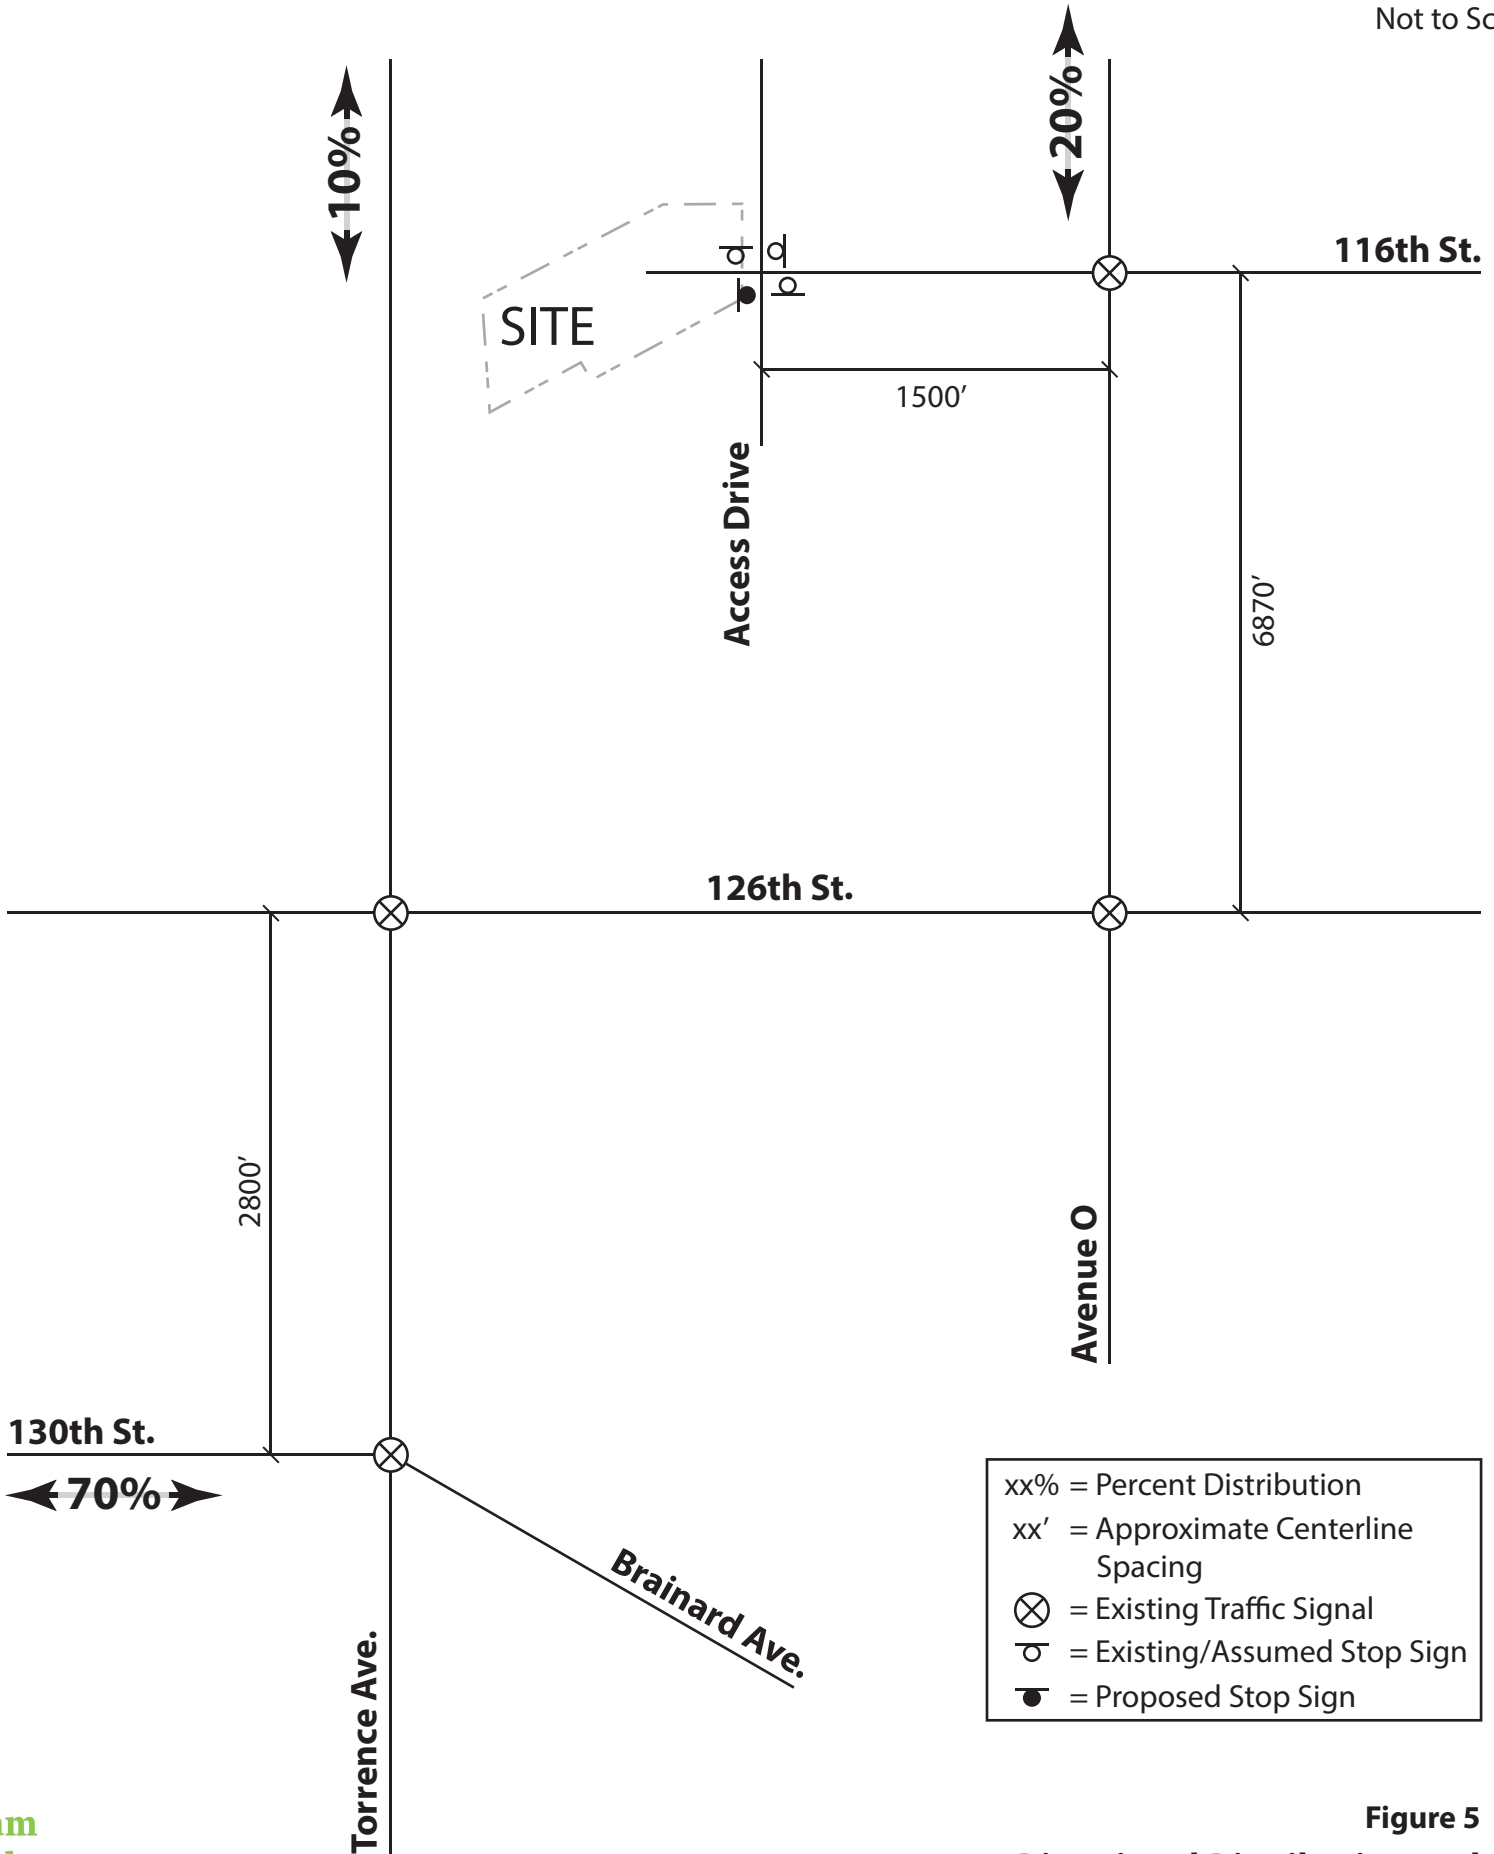 Not to
20%
10%
116th St.
SITE
1500’
Access Drive
6870’
126th St.
2800’
Avenue O
130th St.
70%
xx% = Percent Distribution
xx’ = Approximate Centerline
Spacing
= Existing Traffic Signal
= Existing/Assumed Stop Sign
= Proposed Stop Sign
Brainard Ave.
Torrence Ave.
Figure 5